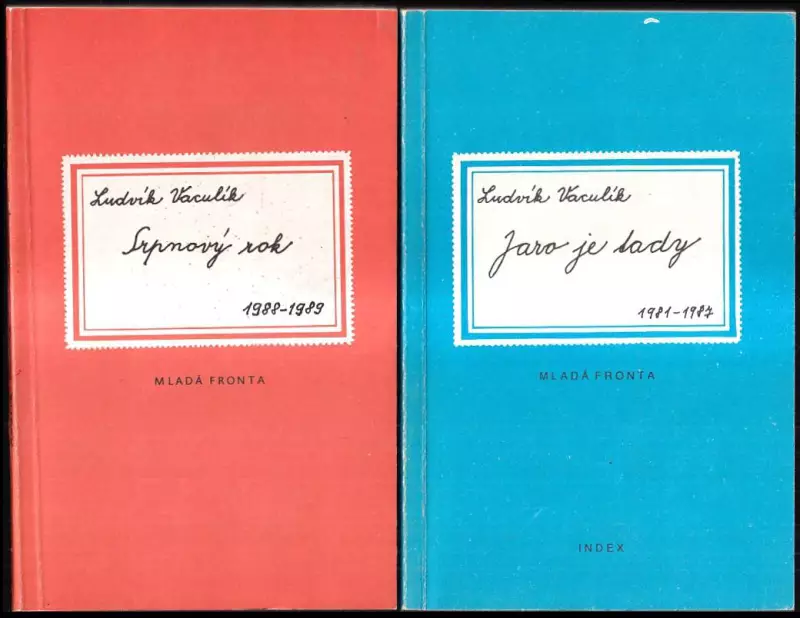 Ludvík Vaculík
Srpnový rok
1988-1989
MLADÁ FRONTA
Ludvík Vaculík
Jaro je tady
1981-1987
MLADÁ FRONTA
INDEX